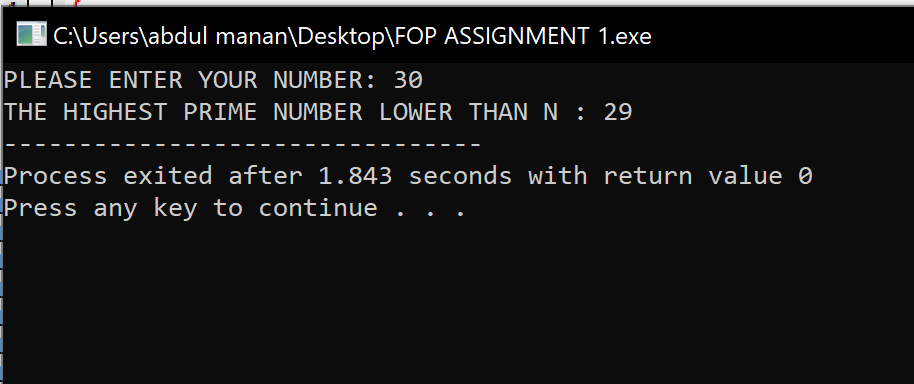 C:\Users\abdul manan\Desktop\FOP ASSIGNMENT 1.exe
PLEASE ENTER YOUR NUMBER: 30
THE HIGHEST PRIME NUMBER LOWER THAN N : 29
--------------------------------
Process exited after 1.843 seconds with return value 0
Press any key to continue . . .